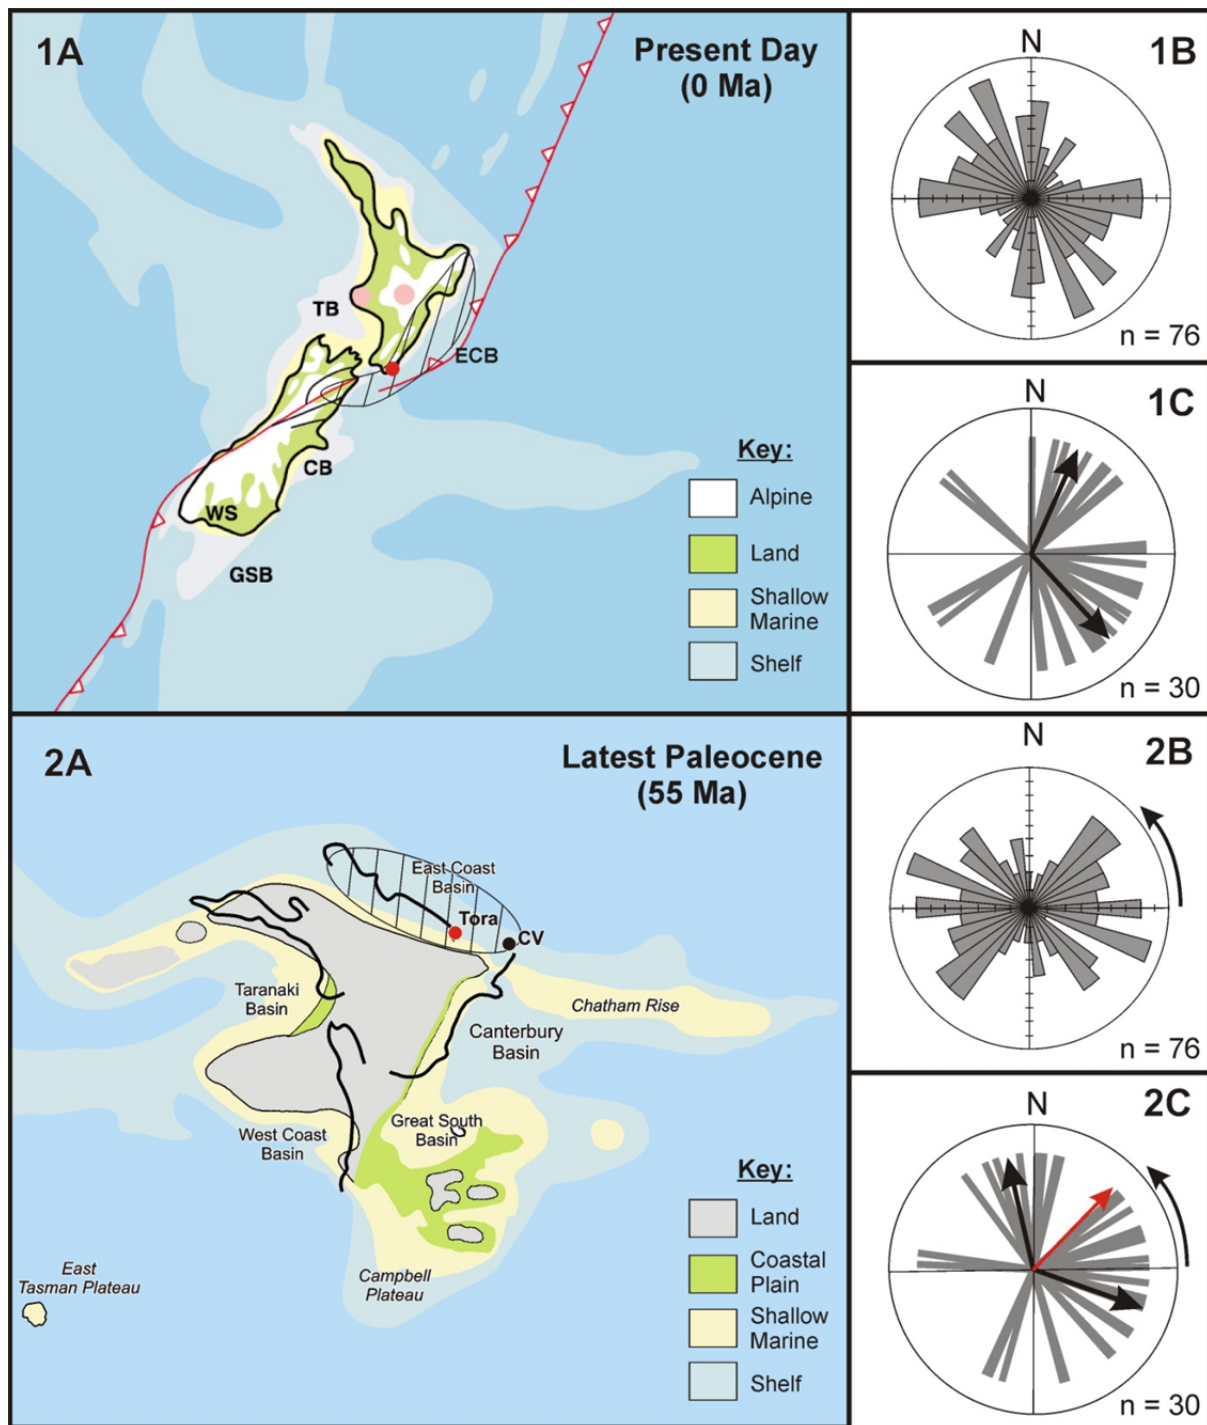 1A
Present Day
(0 Ma)
TB
ECB
CB
WS
GSB
Key:
Alpine
Land
Shallow
Marine
Shelf
N
1B
n = 76
N
1C
n = 30
2A
Latest Paleocene
(55 Ma)
East Coast
Basin
Tora
CV
Taranaki
Basin
Chatham Rise
Canterbury
Basin
West Coast
Basin
Great South
Basin
East
Tasman Plateau
Campbell
Plateau
Key:
Land
Coastal
Plain
Shallow
Marine
Shelf
N
2B
n = 76
N
2C
n = 30